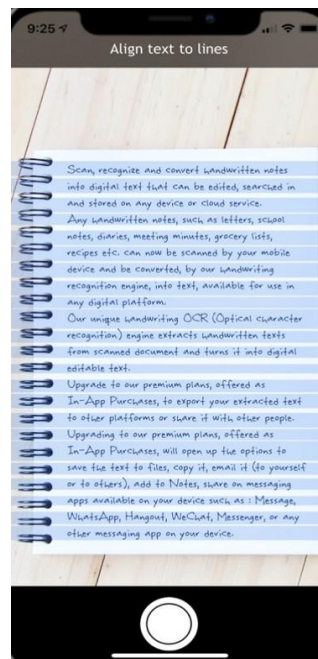 9:25
Align text to lines
Scan, recognize and convert handwritten notes
into digital text that can be edited, searched in
and stored on any device or cloud service.
Any handwritten notes, such as letters, school
notes, diaries, meeting minutes, grocery lists,
recipes etc. can now be scanned by your mobile
device and be converted, by our handwriting
recognition engine, into text, available for use in
any digital platform.
Our unique handwriting OCR (Optical character
recognition) engine extracts handwritten texts
from scanned document and turns it into digital
editable text.
Upgrade to our premium plans, offered as
In-App Purchases, to export your extracted text
to other platforms or share it with other people.
Upgrading to our premium plans, offered as
In-App Purchases, will open up the options to
save the text to files, copy it, email it (to yourself
or to others), add to Notes, share on messaging
apps available on your device such as : Message,
WhatsApp, Hangout, WeChat, Messenger, or any
other messaging app on your device.